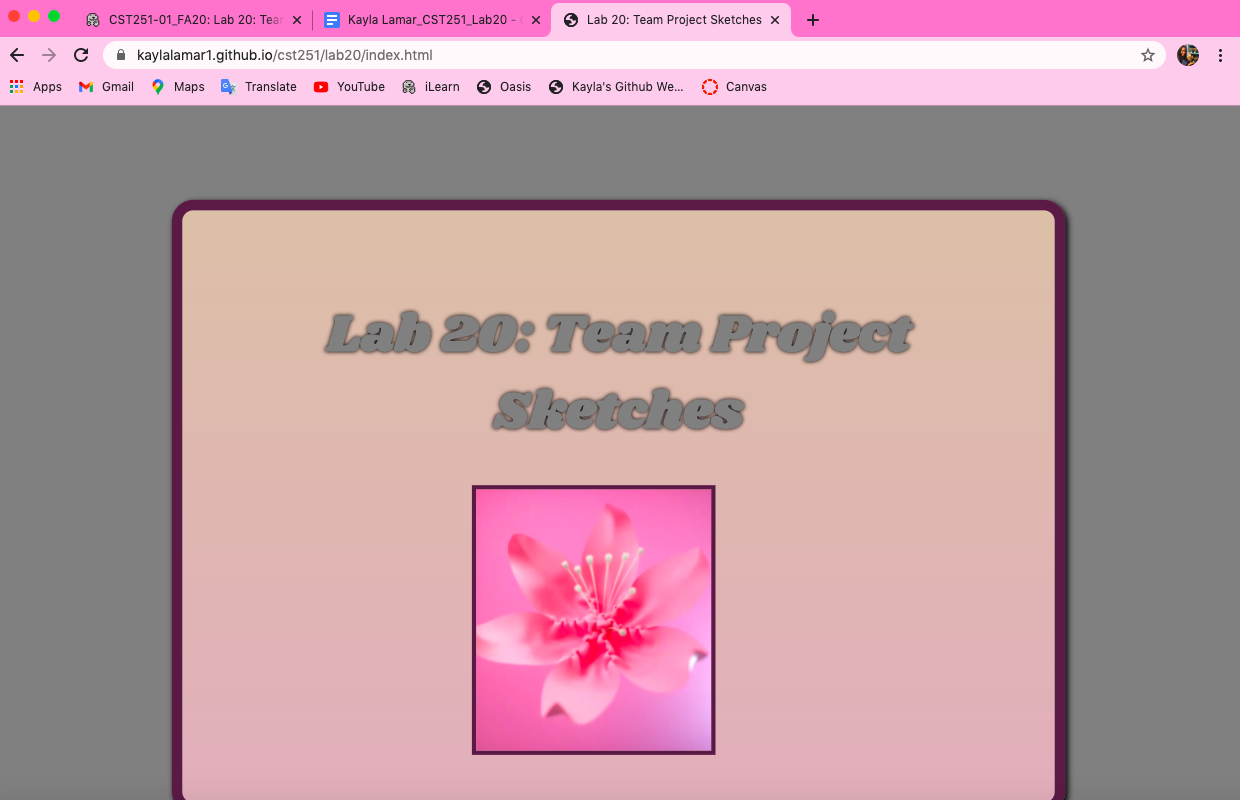 CST251-01_FA20: Lab 20: Tea
Kayla Lamar_CST251_Lab20 -
Lab 20: Team Project Sketches
kaylalamar1.github.io/cst251/lab20/index.html
Apps Gmail Maps Translate YouTube iLearn Oasis Kayla's Github We... Canvas
Lab 20: Team Project
Sketches